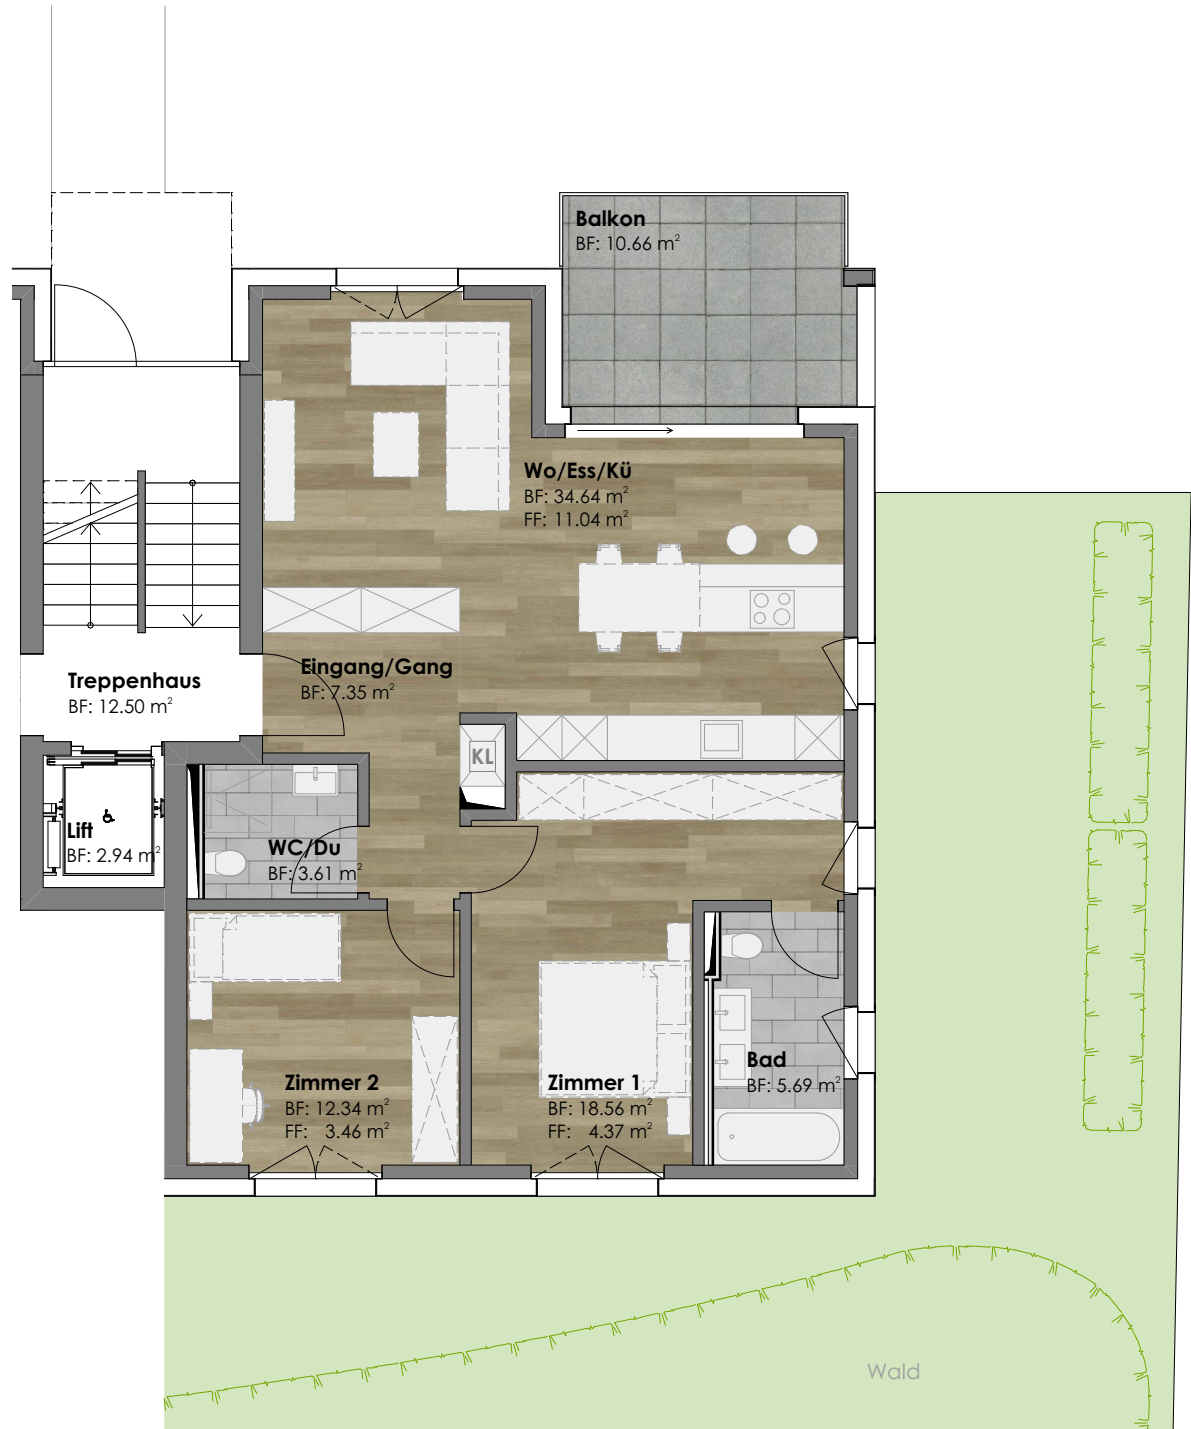 Balkon
BF: 10.66 m²
Wo/Ess/Kü
BF: 34.64 m²
FF: 11.04 m²
Eingang/Gang
BF: 7.35 m²
Treppenhaus
BF: 12.50 m²
KL
Lift
BF: 2.94 m²
WC/Du
BF: 3.61 m²
Zimmer 2
BF: 12.34 m²
FF: 3.46 m²
Zimmer 1
BF: 18.56 m²
FF: 4.37 m²
Bad
BF: 5.69 m²
Wald